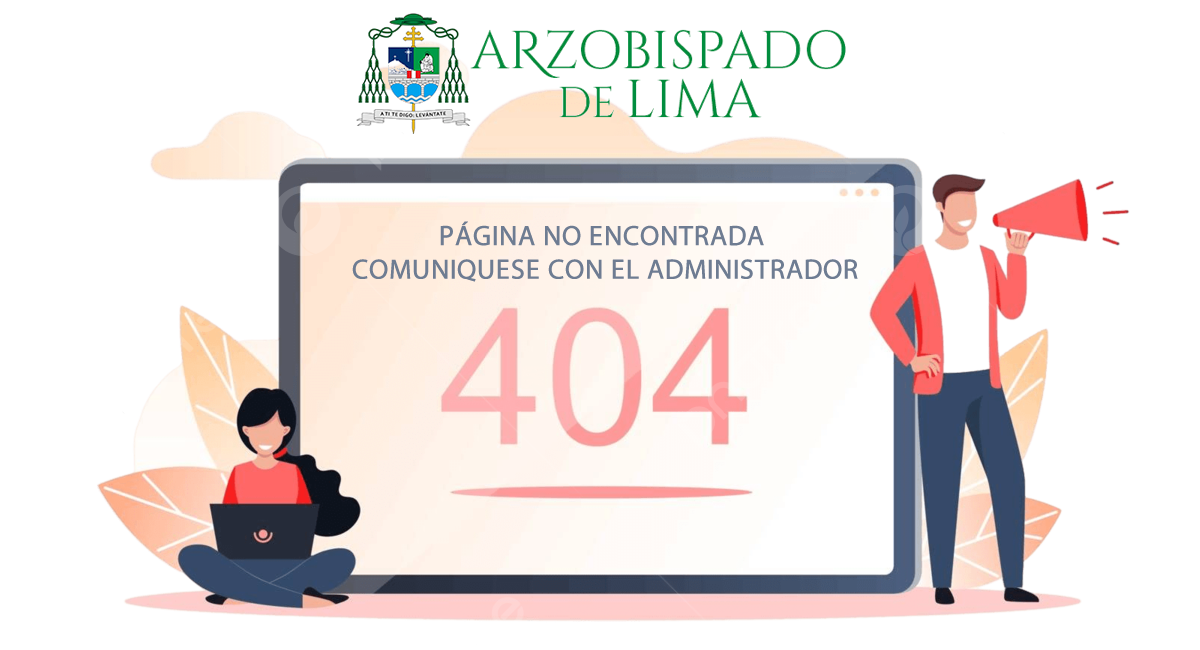 ARZOBISPADO
DE LIMA
A TI TE DIGO: LEVÁNTATE
PÁGINA NO ENCONTRADA
COMUNIQUESE CON EL ADMINISTRADOR
404